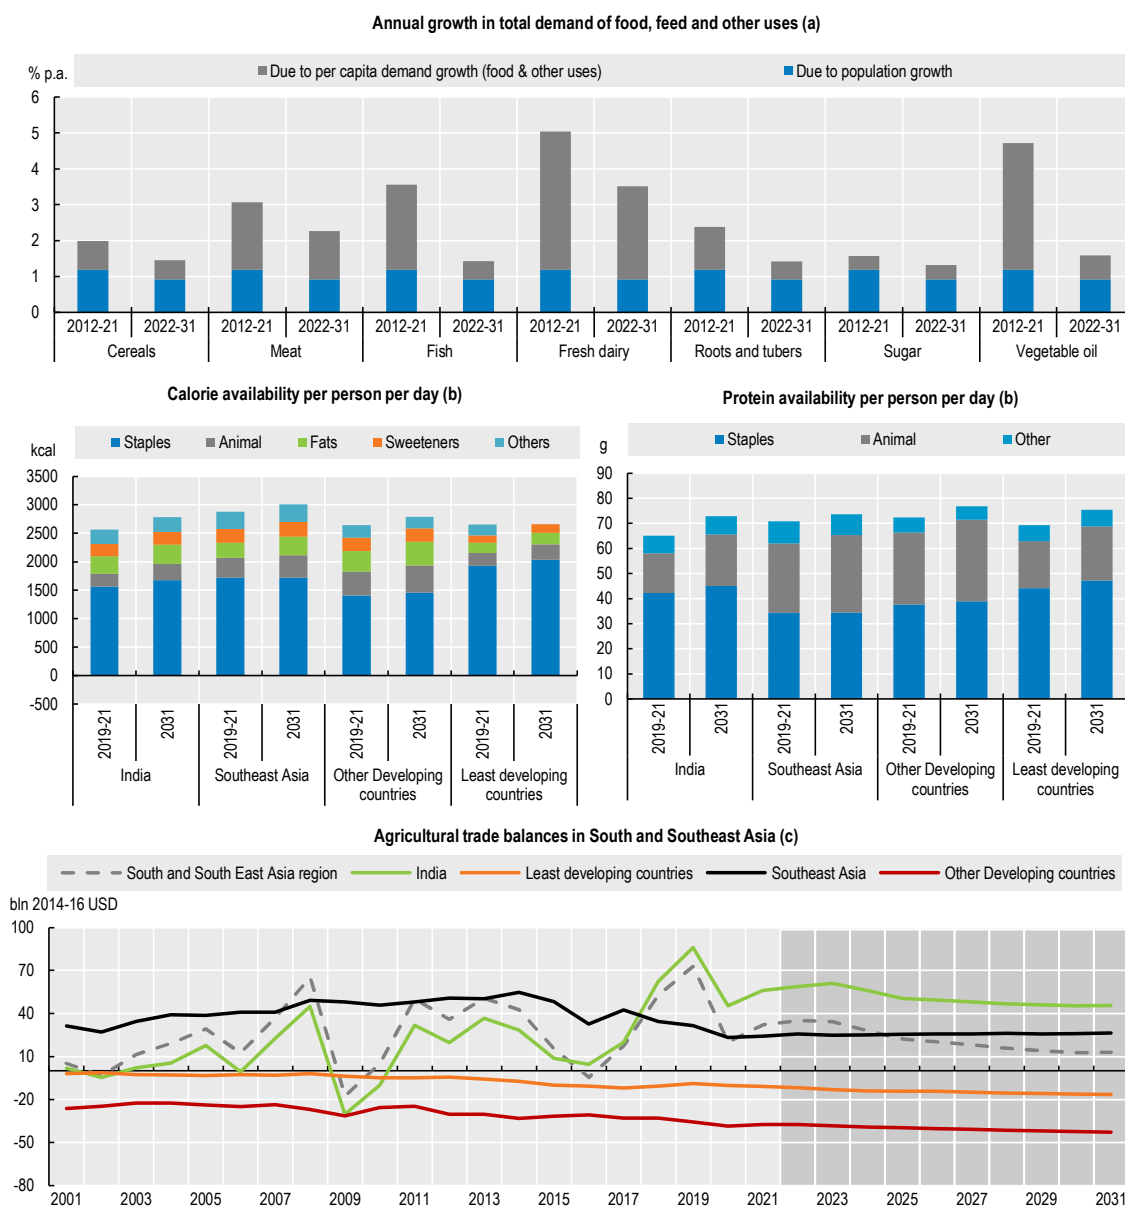 Annual growth in total demand of food, feed and other uses (a)
Due to per capita demand growth (food & other uses)
Due to population growth
% p.a.
6
5
4
3
2
1
0
2012-21 2022-31 2012-21 2022-31 2012-21 2022-31 2012-21 2022-31 2012-21 2022-31 2012-21 2022-31 2012-21 2022-31
Cereals Meat Fish Fresh dairy Roots and tubers Sugar Vegetable oil
Calorie availability per person per day (b)
kcal
Staples Animal Fats Sweeteners Others
3500
3000
2500
2000
1500
1000
500
0
-500
2019-21 2031 2019-21 2031 2019-21 2031 2019-21 2031
India Southeast Asia Other Developing countries Least developing countries
Protein availability per person per day (b)
g
Staples Animal Other
90
80
70
60
50
40
30
20
10
0
2019-21 2031 2019-21 2031 2019-21 2031 2019-21 2031
India Southeast Asia Other Developing countries Least developing countries
Agricultural trade balances in South and Southeast Asia (c)
South and South East Asia region India Least developing countries Southeast Asia Other Developing countries
bln 2014-16 USD
100
70
40
10
-20
-50
-80
2001 2003 2005 2007 2009 2011 2013 2015 2017 2019 2021 2023 2025 2027 2029 2031